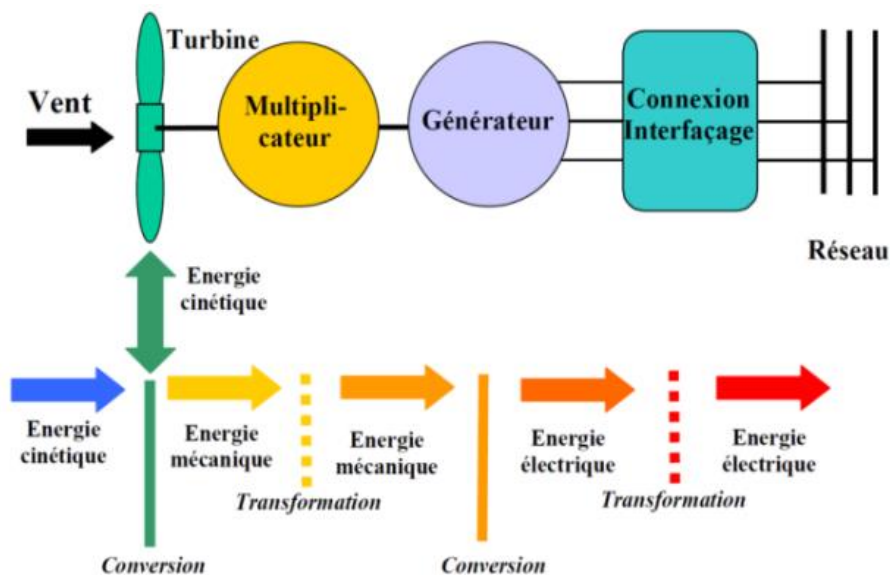 Turbine
Vent
Multipli-
cateur
Générateur
Connexion
Interfaçage
Réseau
Energie
cinétique
Energie
cinétique
Energie
mécanique
Energie
mécanique
Energie
électrique
Energie
électrique
Transformation
Transformation
Conversion
Conversion